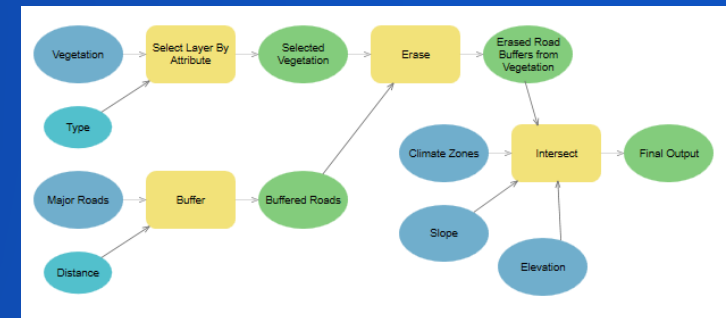 Vegetation
Select Layer By
Attribute
Selected
Vegetation
Erase
Erased Road
Buffers from
Vegetation
Type
Climate Zones
Intersect
Final Output
Major Roads
Buffer
Buffered Roads
Slope
Distance
Elevation